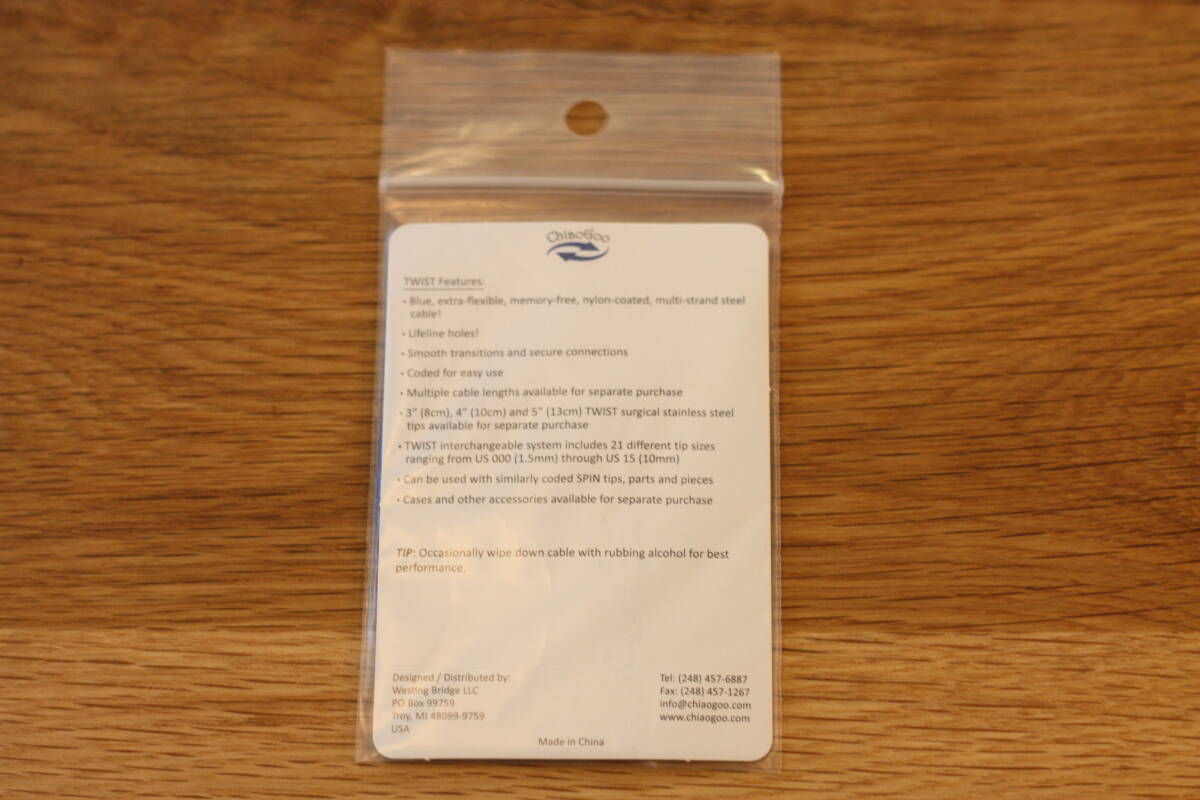 ChiaoGoo
TWIST Features:
• Blue, extra-flexible, memory-free, nylon-coated, multi-strand steel
cable!
• Lifeline holes!
• Smooth transitions and secure connections
• Coded for easy use
• Multiple cable lengths available for separate purchase
• 3" (8cm), 4" (10cm) and 5" (13cm) TWIST surgical stainless steel
tips available for separate purchase
• TWIST interchangeable system includes 21 different tip sizes
ranging from US 000 (1.5mm) through US 15 (10mm)
• Can be used with similarly coded SPIN tips, parts and pieces
• Cases and other accessories available for separate purchase
TIP: Occasionally wipe down cable with rubbing alcohol for best
performance.
Designed / Distributed by:
Westing Bridge LLC
PO Box 99759
Troy, MI 48099-9759
USA
Tel: (248) 457-6887
Fax: (248) 457-1267
info@chiaogoo.com
www.chiaogoo.com
Made in China